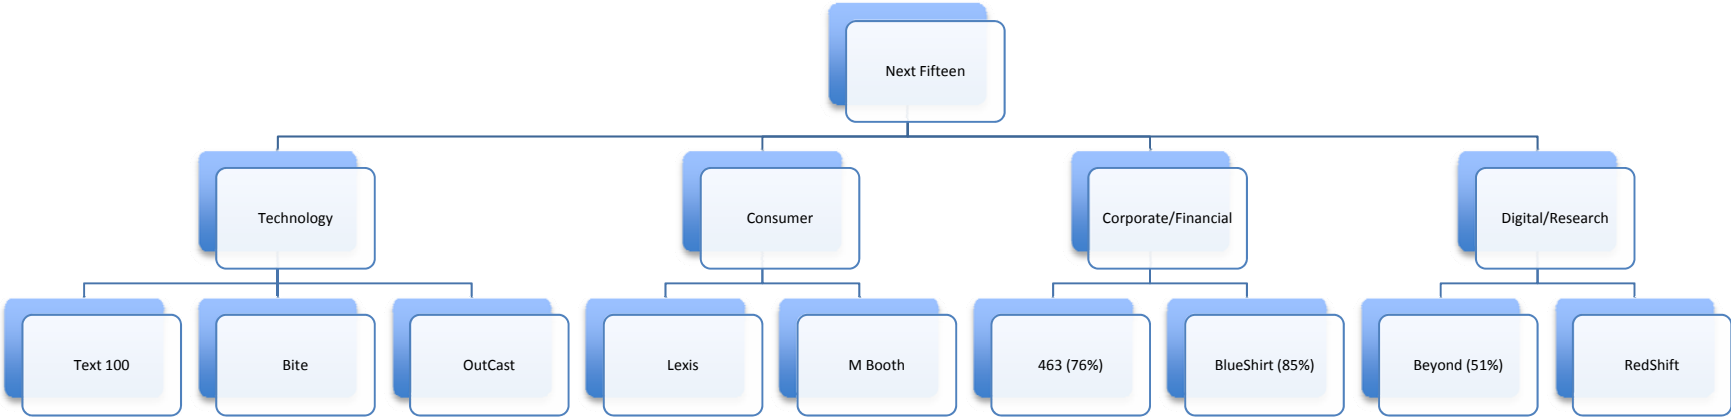 Next Fifteen
Technology
Consumer
Corporate/Financial
Digital/Research
Text 100
Bite
OutCast
Lexis
M Booth
463 (76%)
BlueShirt (85%)
Beyond (51%)
RedShift